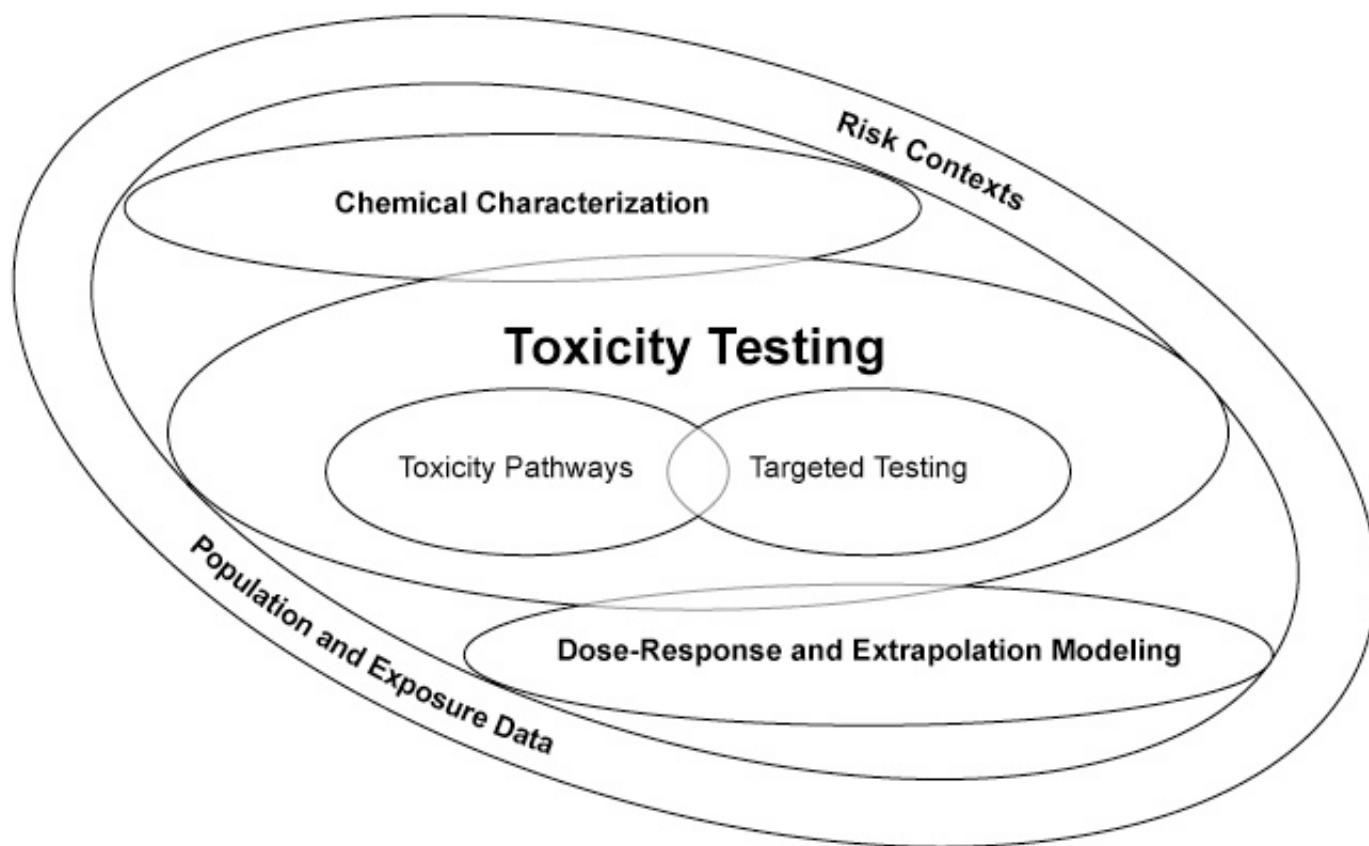 Risk Contexts
Chemical Characterization
Toxicity Testing
Toxicity Pathways
Targeted Testing
Population and Exposure Data
Dose-Response and Extrapolation Modeling